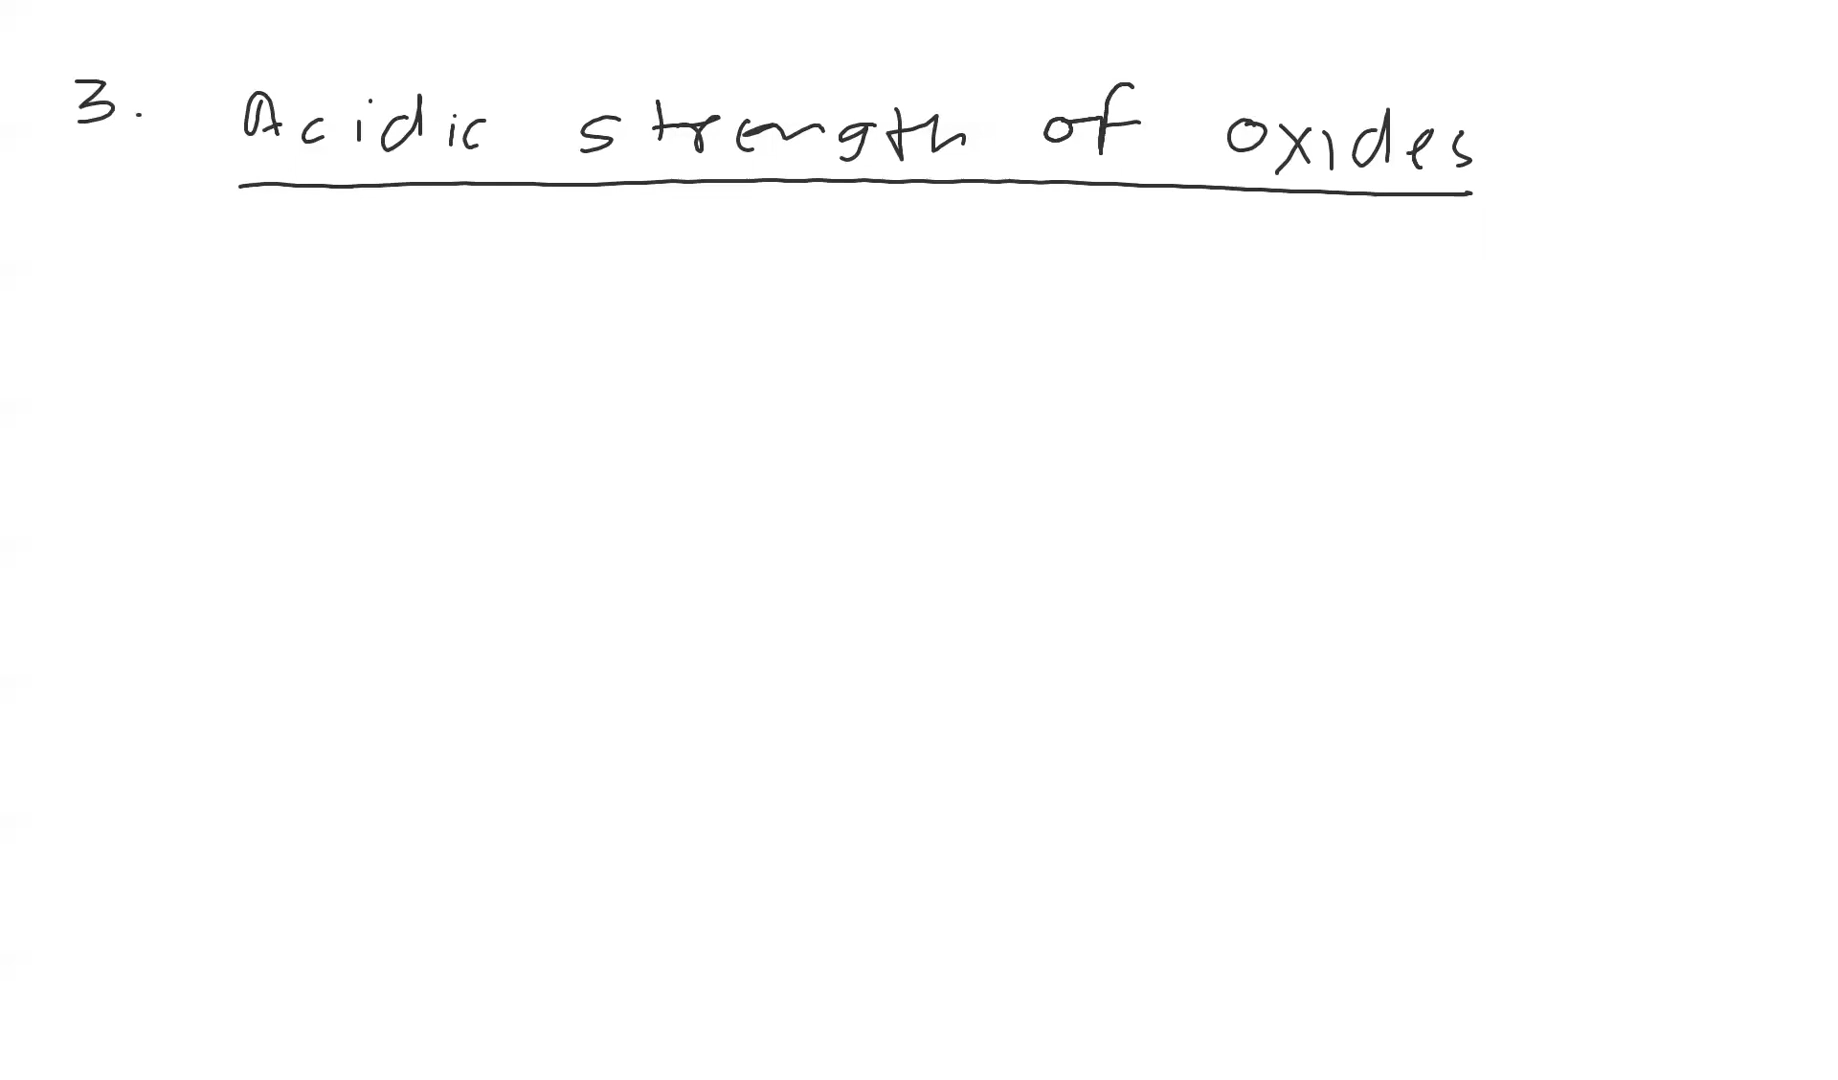 3. Acidic strength of oxides